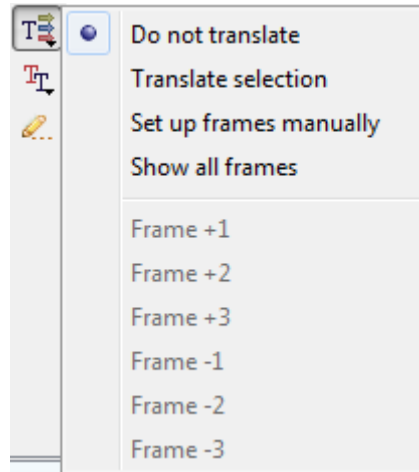 Do not translate
Translate selection
Set up frames manually
Show all frames
Frame +1
Frame +2
Frame +3
Frame -1
Frame -2
Frame -3